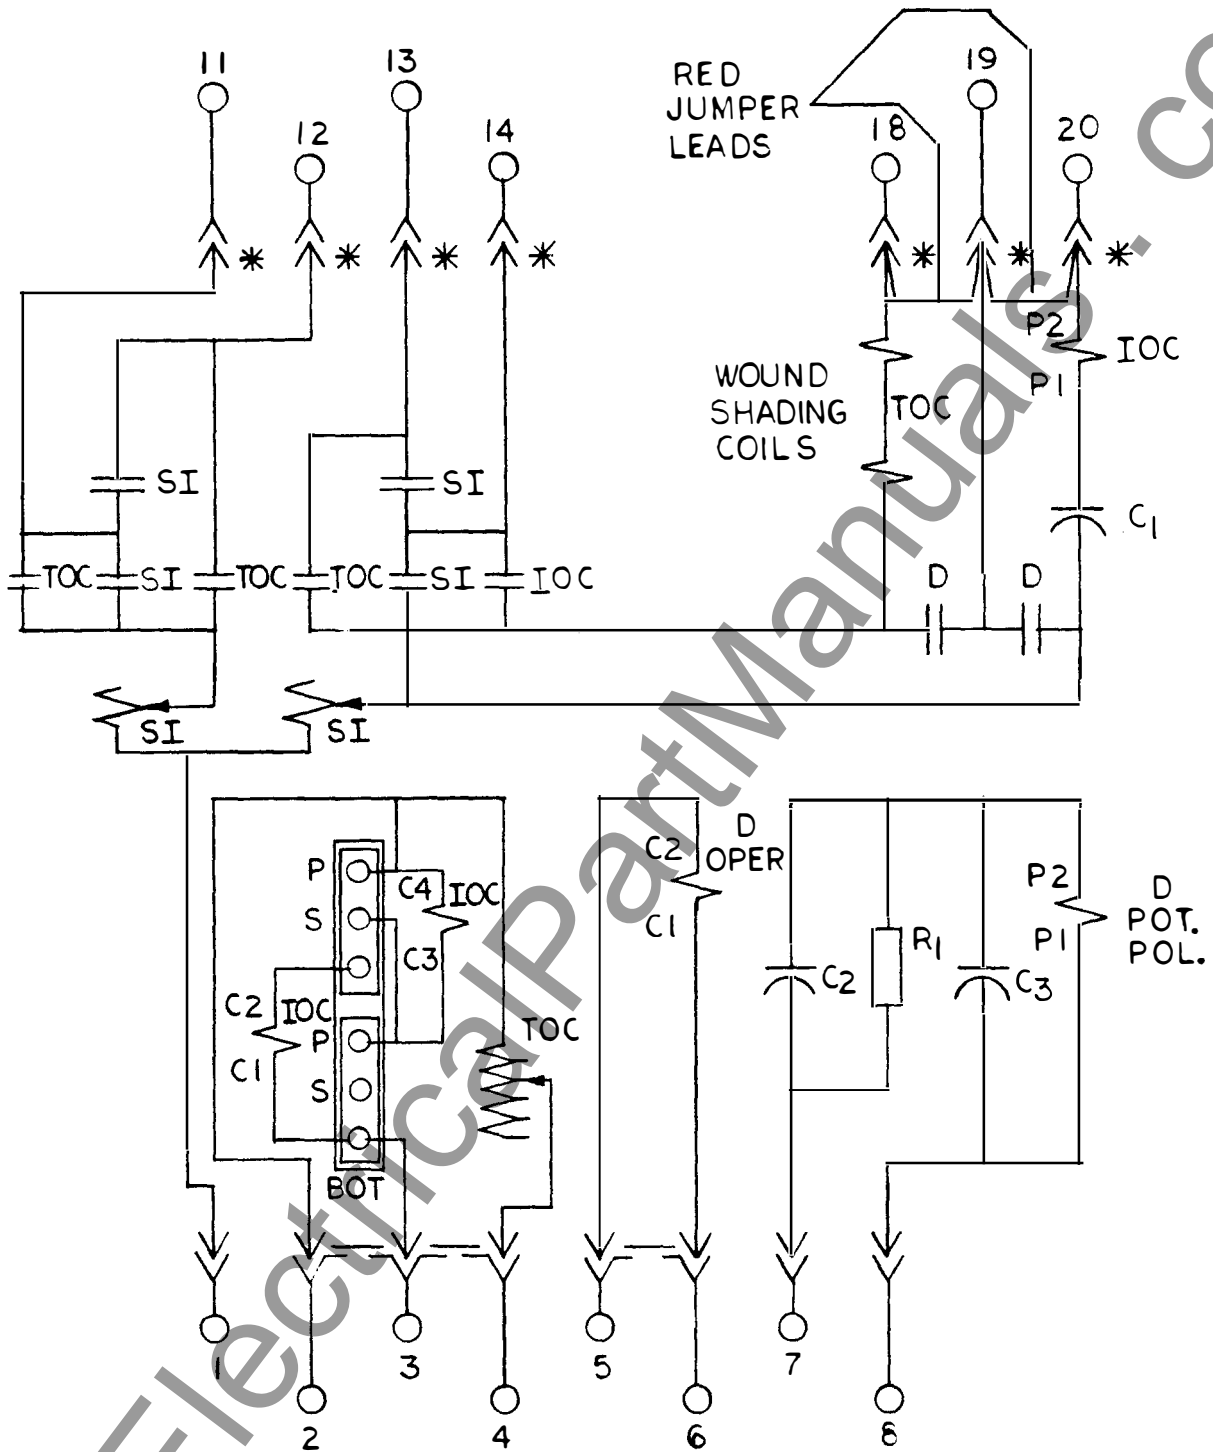 11
13
12
14
RED
JUMPER
LEADS
19
18
20
*
*
*
*
*
*
*
P2
IOC
P1
WOUND
SHADING
COILS
TOC
SI
SI
C1
TOC
SI
TOC
TOC
SI
IOC
D
D
SI
SI
P
C4
IOC
S
C3
C2
IOC
P
C1
S
BOT
TOC
C2
D
OPER
C1
C2
R1
C3
P2
P1
D
POT.
POL.
1
3
5
7
2
4
6
8
ElectricalPartManuals.co